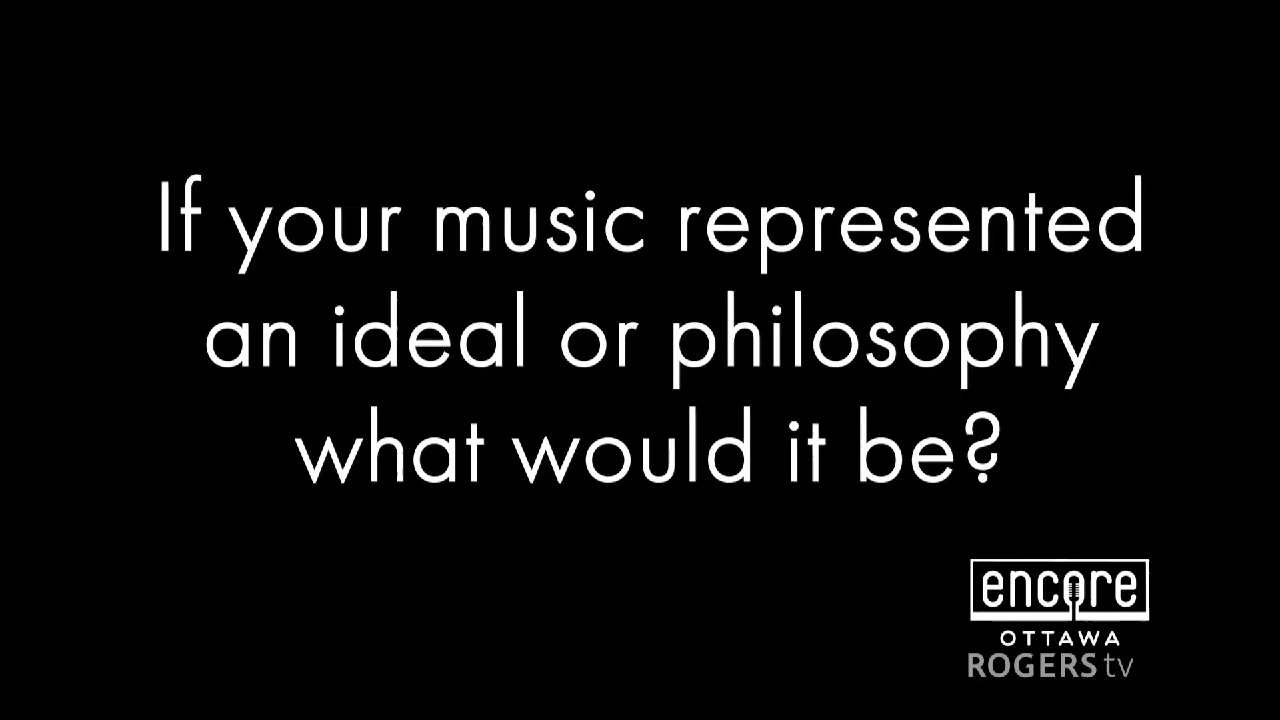 If your music represented
an ideal or philosophy
what would it be?
encore
OTTAWA
ROGERS tv